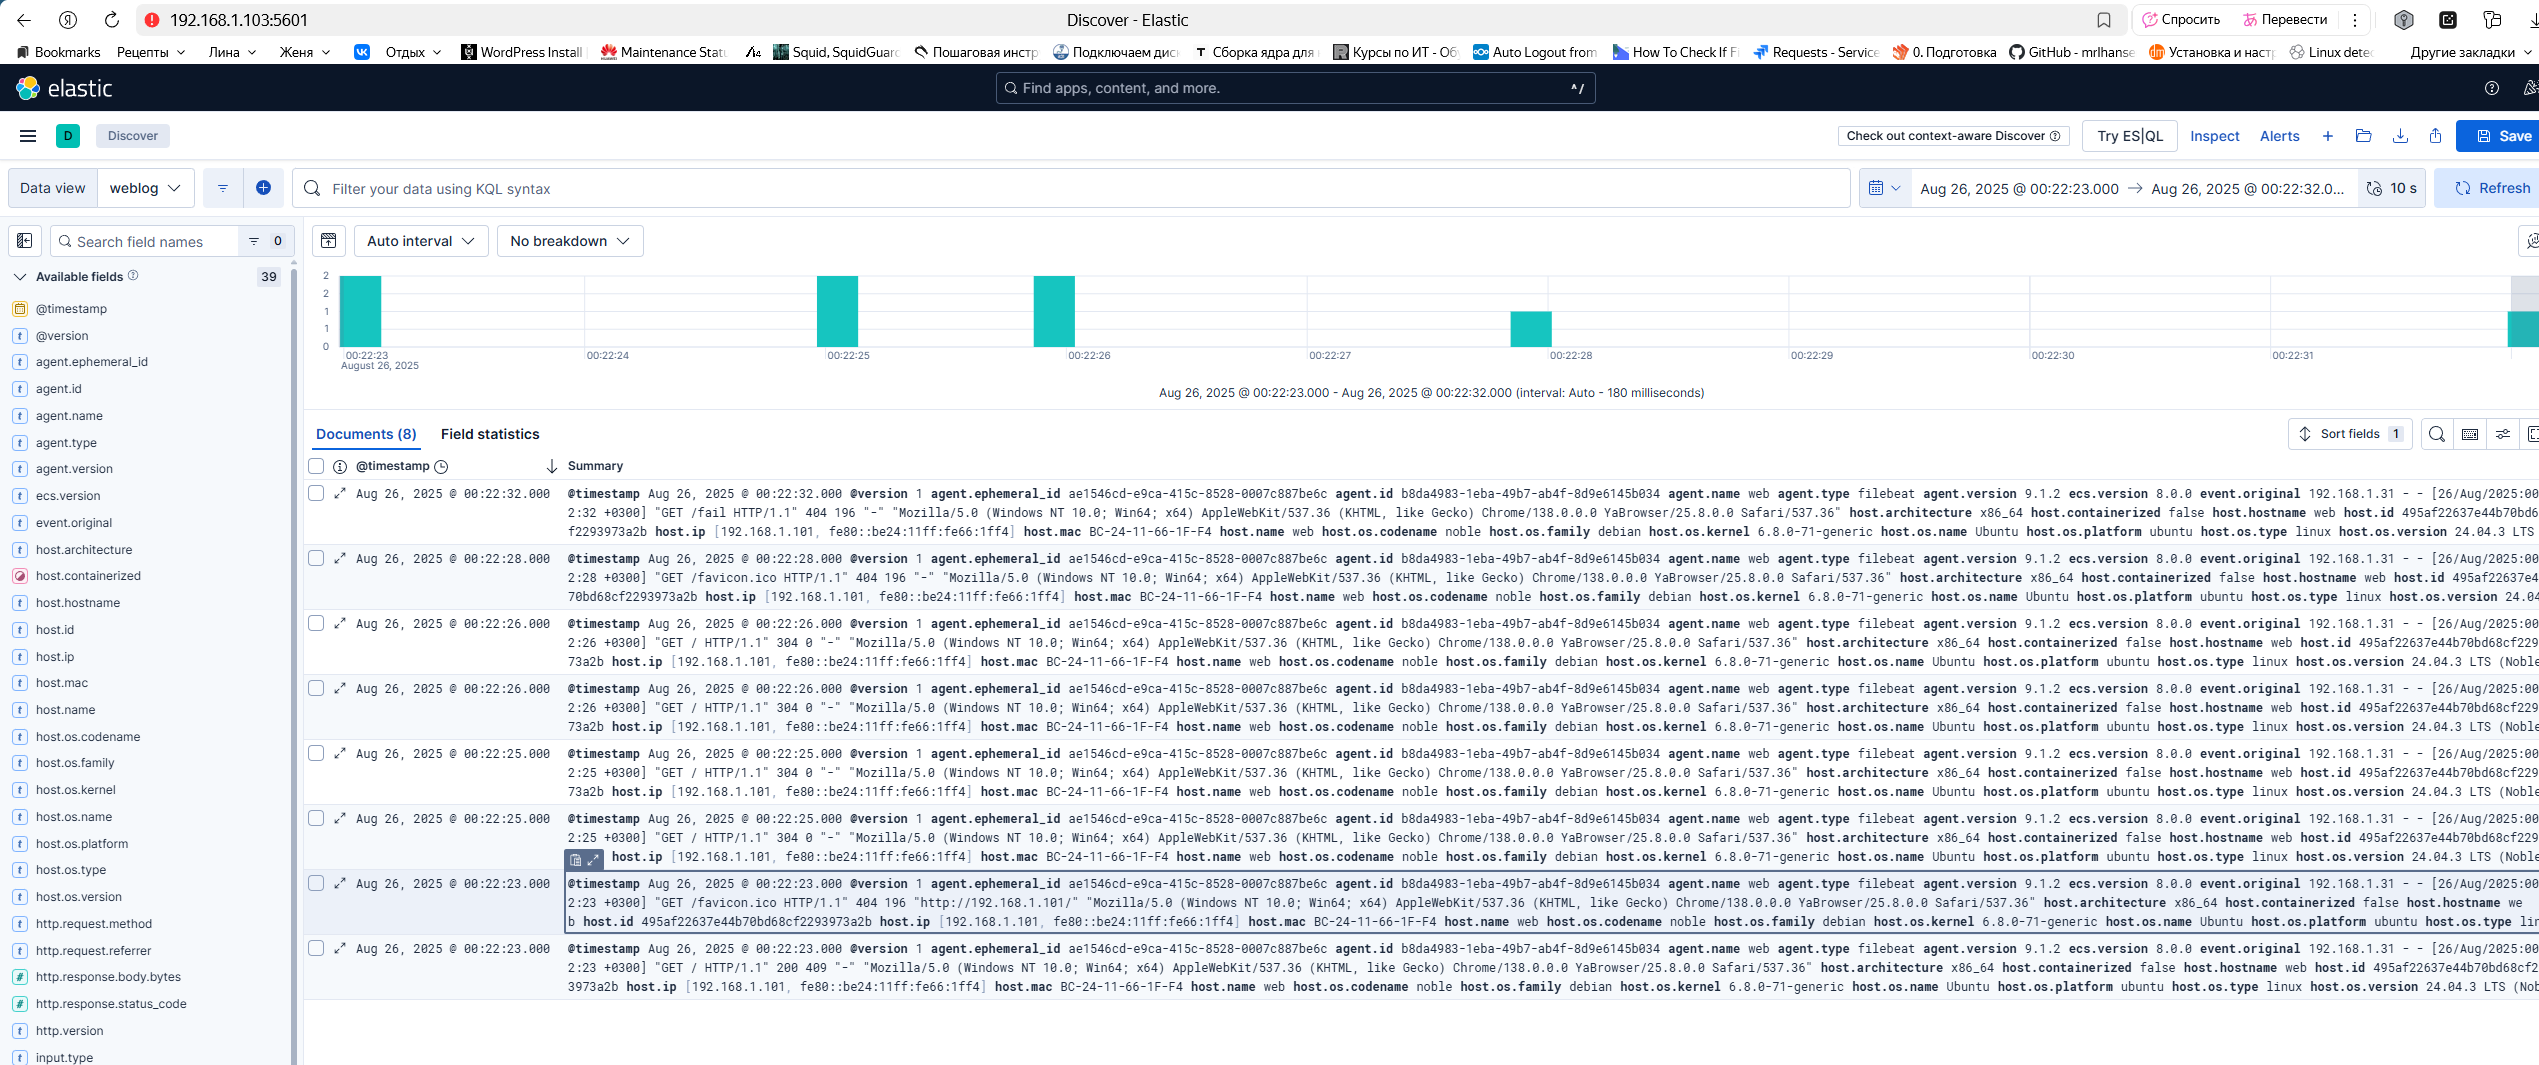 192.168.1.103:5601
Discover - Elastic
Спросить
Перевести
Bookmarks Рецепты Лина Женя Отдых WordPress Install Maintenance Statu Squid, SquidGuard Пошаговая инстр Подключаем дис Сборка ядра для Курсы по ИТ - Об Auto Logout from How To Check If Fi Requests - Service 0. Подготовка GitHub - mrlhanse Установка и настр Linux detec Другие закладки
elastic
Find apps, content, and more.
^/
D
Discover
Check out context-aware Discover
Try ES|QL
Inspect
Alerts
Save
Data view
weblog
Filter your data using KQL syntax
Aug 26, 2025 @ 00:22:23.000 → Aug 26, 2025 @ 00:22:32.0...
10 s
Refresh
Search field names
0
Auto interval
No breakdown
Available fields
39
@timestamp
@version
agent.ephemeral_id
agent.id
agent.name
agent.type
agent.version
ecs.version
event.original
host.architecture
host.containerized
host.hostname
host.id
host.ip
host.mac
host.name
host.os.codename
host.os.family
host.os.kernel
host.os.name
host.os.platform
host.os.type
host.os.version
http.request.method
http.request.referrer
http.response.body.bytes
http.response.status_code
http.version
input.type
2
2
1
1
0
00:22:23 00:22:24 00:22:25 00:22:26 00:22:27 00:22:28 00:22:29 00:22:30 00:22:31
August 26, 2025
Aug 26, 2025 @ 00:22:23.000 - Aug 26, 2025 @ 00:22:32.000 (interval: Auto - 180 milliseconds)
Documents (8)
Field statistics
Sort fields 1
@timestamp
Summary
Aug 26, 2025 @ 00:22:32.000 @timestamp Aug 26, 2025 @ 00:22:32.000 @version 1 agent.ephemeral_id ae1546cd-e9ca-415c-8528-0007c887be6c agent.id b8da4983-1eba-49b7-ab4f-8d9e6145b034 agent.name web agent.type filebeat agent.version 9.1.2 ecs.version 8.0.0 event.original 192.168.1.31 - - [26/Aug/2025:00
2:32 +0300] "GET /fail HTTP/1.1" 404 196 "-" "Mozilla/5.0 (Windows NT 10.0; Win64; x64) AppleWebKit/537.36 (KHTML, like Gecko) Chrome/138.0.0.0 YaBrowser/25.8.0.0 Safari/537.36" host.architecture x86_64 host.containerized false host.hostname web host.id 495af22637e44b70bd6
f2293973a2b host.ip [192.168.1.101, fe80::be24:11ff:fe66:1ff4] host.mac BC-24-11-66-1F-F4 host.name web host.os.codename noble host.os.family debian host.os.kernel 6.8.0-71-generic host.os.name Ubuntu host.os.platform ubuntu host.os.type linux host.os.version 24.04.3 LTS
Aug 26, 2025 @ 00:22:28.000 @timestamp Aug 26, 2025 @ 00:22:28.000 @version 1 agent.ephemeral_id ae1546cd-e9ca-415c-8528-0007c887be6c agent.id b8da4983-1eba-49b7-ab4f-8d9e6145b034 agent.name web agent.type filebeat agent.version 9.1.2 ecs.version 8.0.0 event.original 192.168.1.31 - - [26/Aug/2025:00
2:28 +0300] "GET /favicon.ico HTTP/1.1" 404 196 "-" "Mozilla/5.0 (Windows NT 10.0; Win64; x64) AppleWebKit/537.36 (KHTML, like Gecko) Chrome/138.0.0.0 YaBrowser/25.8.0.0 Safari/537.36" host.architecture x86_64 host.containerized false host.hostname web host.id 495af22637e4
70bd68cf2293973a2b host.ip [192.168.1.101, fe80::be24:11ff:fe66:1ff4] host.mac BC-24-11-66-1F-F4 host.name web host.os.codename noble host.os.family debian host.os.kernel 6.8.0-71-generic host.os.name Ubuntu host.os.platform ubuntu host.os.type linux host.os.version 24.04
Aug 26, 2025 @ 00:22:26.000 @timestamp Aug 26, 2025 @ 00:22:26.000 @version 1 agent.ephemeral_id ae1546cd-e9ca-415c-8528-0007c887be6c agent.id b8da4983-1eba-49b7-ab4f-8d9e6145b034 agent.name web agent.type filebeat agent.version 9.1.2 ecs.version 8.0.0 event.original 192.168.1.31 - - [26/Aug/2025:00
2:26 +0300] "GET / HTTP/1.1" 304 0 "-" "Mozilla/5.0 (Windows NT 10.0; Win64; x64) AppleWebKit/537.36 (KHTML, like Gecko) Chrome/138.0.0.0 YaBrowser/25.8.0.0 Safari/537.36" host.architecture x86_64 host.containerized false host.hostname web host.id 495af22637e44b70bd68cf229
73a2b host.ip [192.168.1.101, fe80::be24:11ff:fe66:1ff4] host.mac BC-24-11-66-1F-F4 host.name web host.os.codename noble host.os.family debian host.os.kernel 6.8.0-71-generic host.os.name Ubuntu host.os.platform ubuntu host.os.type linux host.os.version 24.04.3 LTS (Noble
Aug 26, 2025 @ 00:22:26.000 @timestamp Aug 26, 2025 @ 00:22:26.000 @version 1 agent.ephemeral_id ae1546cd-e9ca-415c-8528-0007c887be6c agent.id b8da4983-1eba-49b7-ab4f-8d9e6145b034 agent.name web agent.type filebeat agent.version 9.1.2 ecs.version 8.0.0 event.original 192.168.1.31 - - [26/Aug/2025:00
2:26 +0300] "GET / HTTP/1.1" 304 0 "-" "Mozilla/5.0 (Windows NT 10.0; Win64; x64) AppleWebKit/537.36 (KHTML, like Gecko) Chrome/138.0.0.0 YaBrowser/25.8.0.0 Safari/537.36" host.architecture x86_64 host.containerized false host.hostname web host.id 495af22637e44b70bd68cf229
73a2b host.ip [192.168.1.101, fe80::be24:11ff:fe66:1ff4] host.mac BC-24-11-66-1F-F4 host.name web host.os.codename noble host.os.family debian host.os.kernel 6.8.0-71-generic host.os.name Ubuntu host.os.platform ubuntu host.os.type linux host.os.version 24.04.3 LTS (Noble
Aug 26, 2025 @ 00:22:25.000 @timestamp Aug 26, 2025 @ 00:22:25.000 @version 1 agent.ephemeral_id ae1546cd-e9ca-415c-8528-0007c887be6c agent.id b8da4983-1eba-49b7-ab4f-8d9e6145b034 agent.name web agent.type filebeat agent.version 9.1.2 ecs.version 8.0.0 event.original 192.168.1.31 - - [26/Aug/2025:00
2:25 +0300] "GET / HTTP/1.1" 304 0 "-" "Mozilla/5.0 (Windows NT 10.0; Win64; x64) AppleWebKit/537.36 (KHTML, like Gecko) Chrome/138.0.0.0 YaBrowser/25.8.0.0 Safari/537.36" host.architecture x86_64 host.containerized false host.hostname web host.id 495af22637e44b70bd68cf229
73a2b host.ip [192.168.1.101, fe80::be24:11ff:fe66:1ff4] host.mac BC-24-11-66-1F-F4 host.name web host.os.codename noble host.os.family debian host.os.kernel 6.8.0-71-generic host.os.name Ubuntu host.os.platform ubuntu host.os.type linux host.os.version 24.04.3 LTS (Noble
Aug 26, 2025 @ 00:22:25.000 @timestamp Aug 26, 2025 @ 00:22:25.000 @version 1 agent.ephemeral_id ae1546cd-e9ca-415c-8528-0007c887be6c agent.id b8da4983-1eba-49b7-ab4f-8d9e6145b034 agent.name web agent.type filebeat agent.version 9.1.2 ecs.version 8.0.0 event.original 192.168.1.31 - - [26/Aug/2025:00
2:25 +0300] "GET / HTTP/1.1" 304 0 "-" "Mozilla/5.0 (Windows NT 10.0; Win64; x64) AppleWebKit/537.36 (KHTML, like Gecko) Chrome/138.0.0.0 YaBrowser/25.8.0.0 Safari/537.36" host.architecture x86_64 host.containerized false host.hostname web host.id 495af22637e44b70bd68cf229
host.ip [192.168.1.101, fe80::be24:11ff:fe66:1ff4] host.mac BC-24-11-66-1F-F4 host.name web host.os.codename noble host.os.family debian host.os.kernel 6.8.0-71-generic host.os.name Ubuntu host.os.platform ubuntu host.os.type linux host.os.version 24.04.3 LTS (Noble
Aug 26, 2025 @ 00:22:23.000 @timestamp Aug 26, 2025 @ 00:22:23.000 @version 1 agent.ephemeral_id ae1546cd-e9ca-415c-8528-0007c887be6c agent.id b8da4983-1eba-49b7-ab4f-8d9e6145b034 agent.name web agent.type filebeat agent.version 9.1.2 ecs.version 8.0.0 event.original 192.168.1.31 - - [26/Aug/2025:00
2:23 +0300] "GET /favicon.ico HTTP/1.1" 404 196 "http://192.168.1.101/" "Mozilla/5.0 (Windows NT 10.0; Win64; x64) AppleWebKit/537.36 (KHTML, like Gecko) Chrome/138.0.0.0 YaBrowser/25.8.0.0 Safari/537.36" host.architecture x86_64 host.containerized false host.hostname we
b host.id 495af22637e44b70bd68cf2293973a2b host.ip [192.168.1.101, fe80::be24:11ff:fe66:1ff4] host.mac BC-24-11-66-1F-F4 host.name web host.os.codename noble host.os.family debian host.os.kernel 6.8.0-71-generic host.os.name Ubuntu host.os.platform ubuntu host.os.type lin
Aug 26, 2025 @ 00:22:23.000 @timestamp Aug 26, 2025 @ 00:22:23.000 @version 1 agent.ephemeral_id ae1546cd-e9ca-415c-8528-0007c887be6c agent.id b8da4983-1eba-49b7-ab4f-8d9e6145b034 agent.name web agent.type filebeat agent.version 9.1.2 ecs.version 8.0.0 event.original 192.168.1.31 - - [26/Aug/2025:00
2:23 +0300] "GET / HTTP/1.1" 200 409 "-" "Mozilla/5.0 (Windows NT 10.0; Win64; x64) AppleWebKit/537.36 (KHTML, like Gecko) Chrome/138.0.0.0 YaBrowser/25.8.0.0 Safari/537.36" host.architecture x86_64 host.containerized false host.hostname web host.id 495af22637e44b70bd68cf2
3973a2b host.ip [192.168.1.101, fe80::be24:11ff:fe66:1ff4] host.mac BC-24-11-66-1F-F4 host.name web host.os.codename noble host.os.family debian host.os.kernel 6.8.0-71-generic host.os.name Ubuntu host.os.platform ubuntu host.os.type linux host.os.version 24.04.3 LTS (Nob